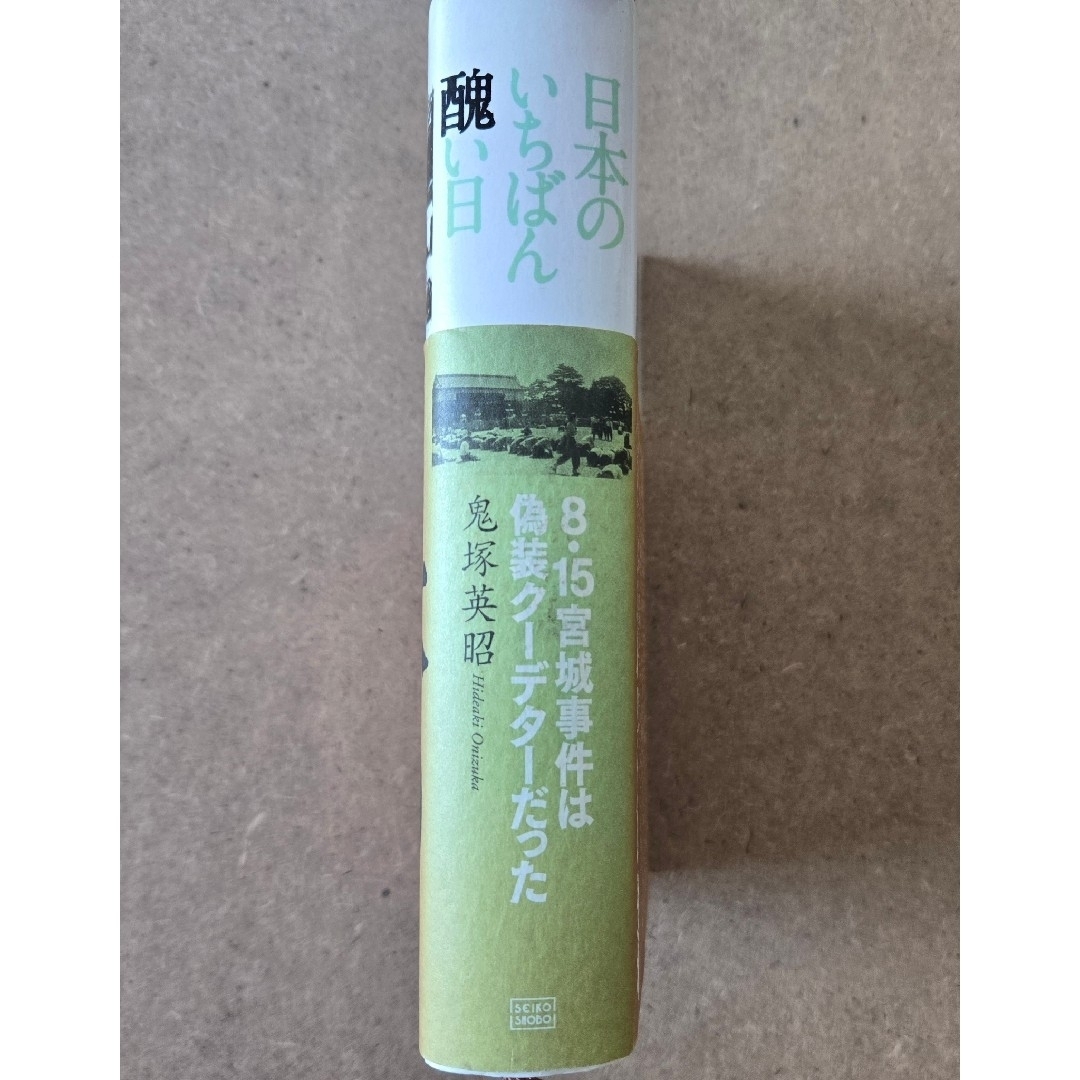 日本の
いちばん
醜い日
8・15宮城事件は
偽装クーデターだった
鬼塚英昭
Hideaki Onizuka
SEIKO
SHOBO